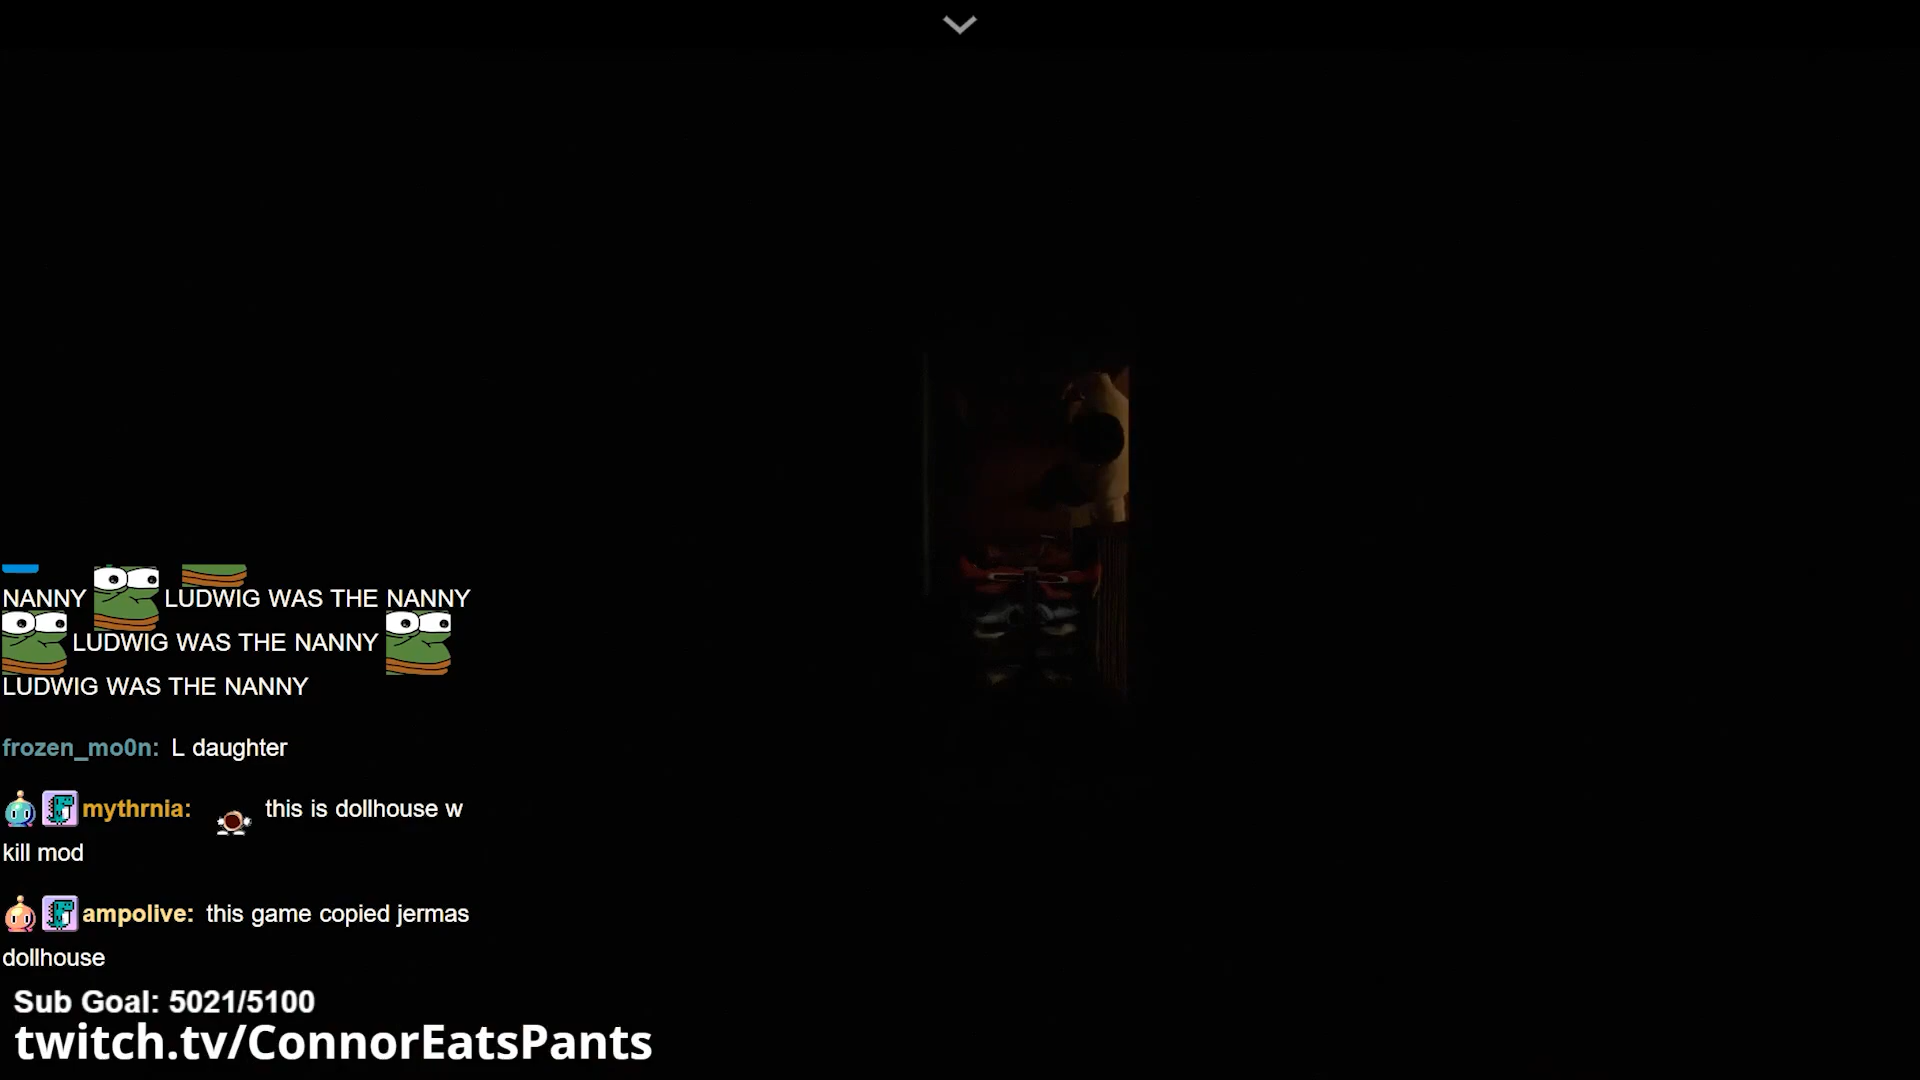 NANNY LUDWIG WAS THE NANNY
LUDWIG WAS THE NANNY
LUDWIG WAS THE NANNY
frozen_mo0n: L daughter
mythrnia: this is dollhouse w
kill mod
ampolive: this game copied jermas
dollhouse
Sub Goal: 5021/5100
twitch.tv/ConnorEatsPants